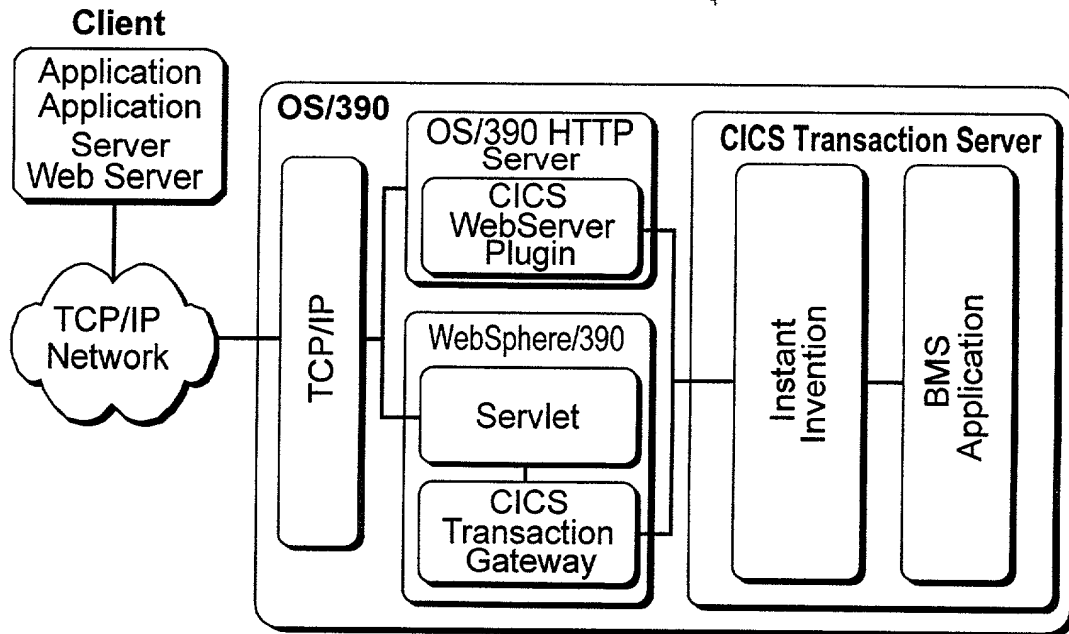 Client
Application
Application
Server
Web Server
TCP/IP
Network
OS/390
TCP/IP
OS/390 HTTP
Server
CICS
WebServer
Plugin
WebSphere/390
Servlet
CICS
Transaction
Gateway
CICS Transaction Server
Instant
Invention
BMS
Application